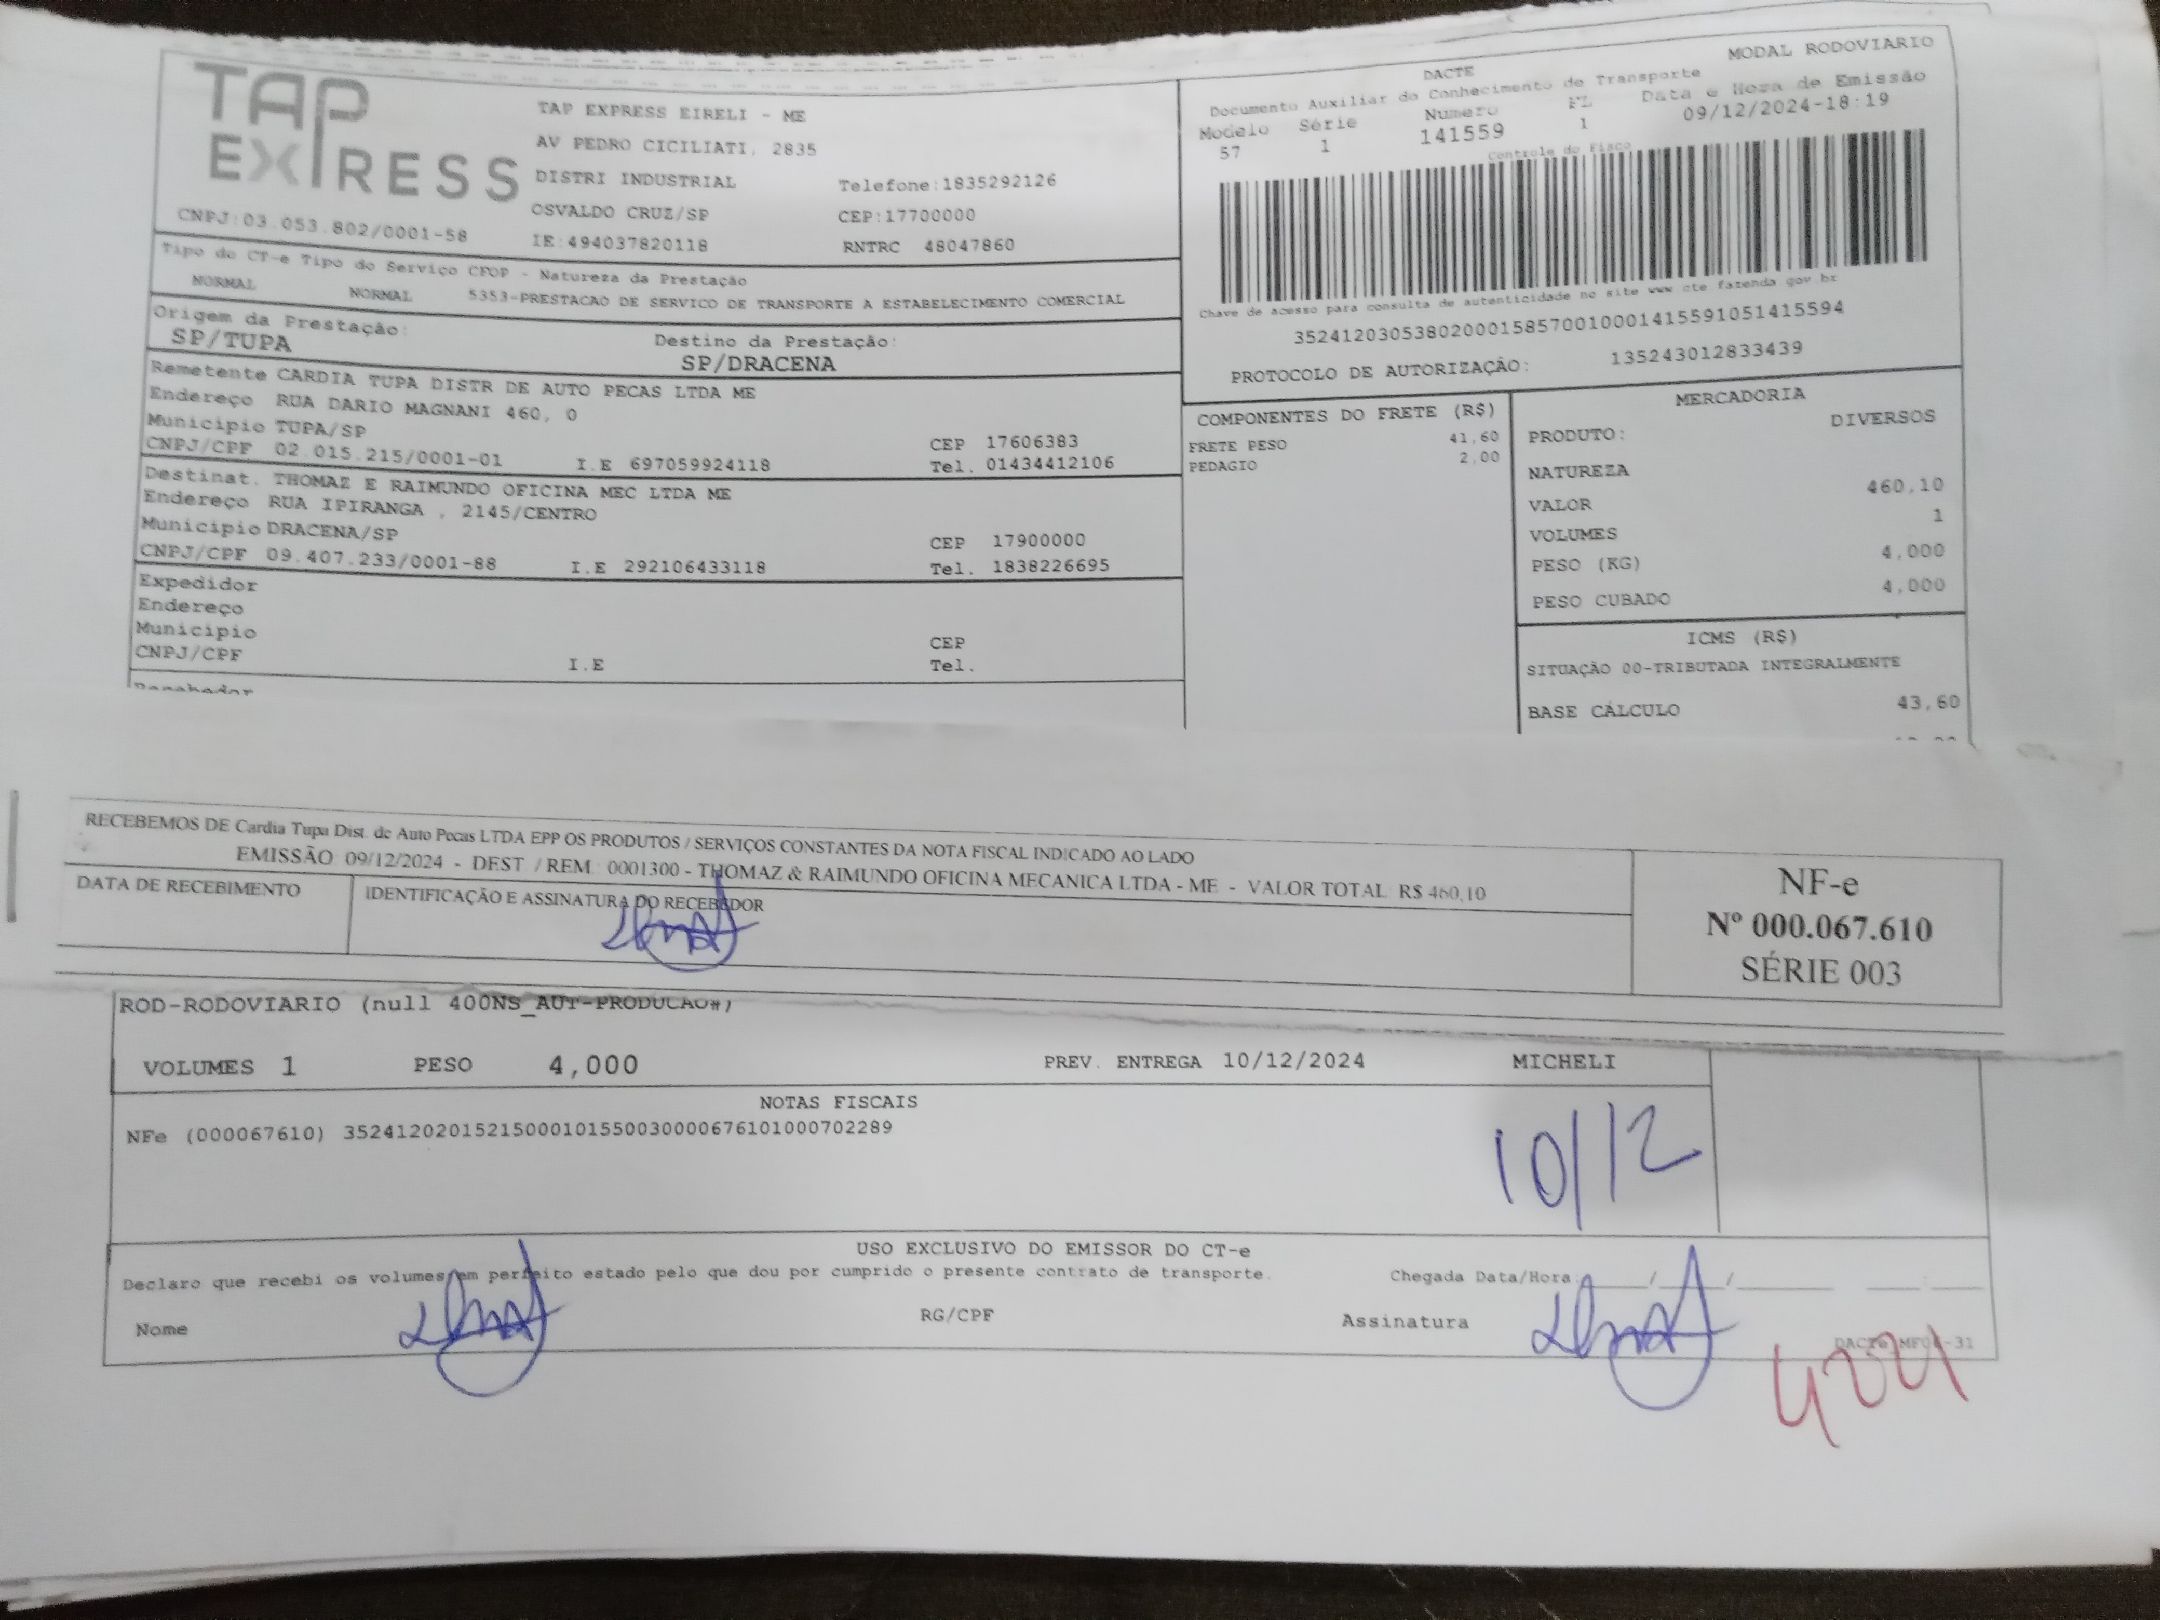 TAP
EXPRESS
CNPJ:03.053.802/0001-58
TAP EXPRESS EIRELI - ME
AV PEDRO CICILIATI, 2835
DISTRI INDUSTRIAL Telefone:1835292126
OSVALDO CRUZ/SP CEP:17700000
IE:494037820118 RNTRC 48047860
DACTE MODAL RODOVIARIO
Documento Auxiliar do Conhecimento de Transporte
Modelo Série Numero FL Data e Hora de Emissão
57 1 141559 1 09/12/2024-18:19
Controle do Fisco
Chave de acesso para consulta de autenticidade no site www cte fazenda gov br
35241203053802000158570010001415591051415594
PROTOCOLO DE AUTORIZAÇÃO: 135243012833439
Tipo do CT-e Tipo do Serviço CFOP - Natureza da Prestação
NORMAL NORMAL 5353-PRESTACAO DE SERVICO DE TRANSPORTE A ESTABELECIMENTO COMERCIAL
Origem da Prestação: Destino da Prestação:
SP/TUPA SP/DRACENA
Remetente CARDIA TUPA DISTR DE AUTO PECAS LTDA ME
Endereço RUA DARIO MAGNANI 460, 0
Municipio TUPA/SP CEP 17606383
CNPJ/CPF 02.015.215/0001-01 I.E 697059924118 Tel. 01434412106
Destinat. THOMAZ E RAIMUNDO OFICINA MEC LTDA ME
Endereço RUA IPIRANGA , 2145/CENTRO
Municipio DRACENA/SP CEP 17900000
CNPJ/CPF 09.407.233/0001-88 I.E 292106433118 Tel. 1838226695
Expedidor
Endereço
Municipio CEP
CNPJ/CPF I.E Tel.
Recebedor
COMPONENTES DO FRETE (R$)
FRETE PESO 41,60
PEDAGIO 2,00
MERCADORIA
PRODUTO: DIVERSOS
NATUREZA
VALOR 460,10
VOLUMES 1
PESO (KG) 4,000
PESO CUBADO 4,000
ICMS (R$)
SITUAÇÃO 00-TRIBUTADA INTEGRALMENTE
BASE CÁLCULO 43,60
RECEBEMOS DE Cardia Tupa Dist. de Auto Pecas LTDA EPP OS PRODUTOS / SERVIÇOS CONSTANTES DA NOTA FISCAL INDICADO AO LADO
EMISSÃO: 09/12/2024 - DEST. / REM.: 0001300 - THOMAZ & RAIMUNDO OFICINA MECANICA LTDA - ME - VALOR TOTAL: R$ 460,10
DATA DE RECEBIMENTO IDENTIFICAÇÃO E ASSINATURA DO RECEBEDOR
NF-e
Nº 000.067.610
SÉRIE 003
ROD-RODOVIARIO (null 400NS_AUT-PRODUCAO#)
VOLUMES 1 PESO 4,000 PREV. ENTREGA 10/12/2024 MICHELI
NOTAS FISCAIS
NFe (000067610) 35241202015215000101550030000676101000702289
10/12
USO EXCLUSIVO DO EMISSOR DO CT-e
Declaro que recebi os volumes em perfeito estado pelo que dou por cumprido o presente contrato de transporte. Chegada Data/Hora ____/____/____ ____:____
Nome RG/CPF Assinatura